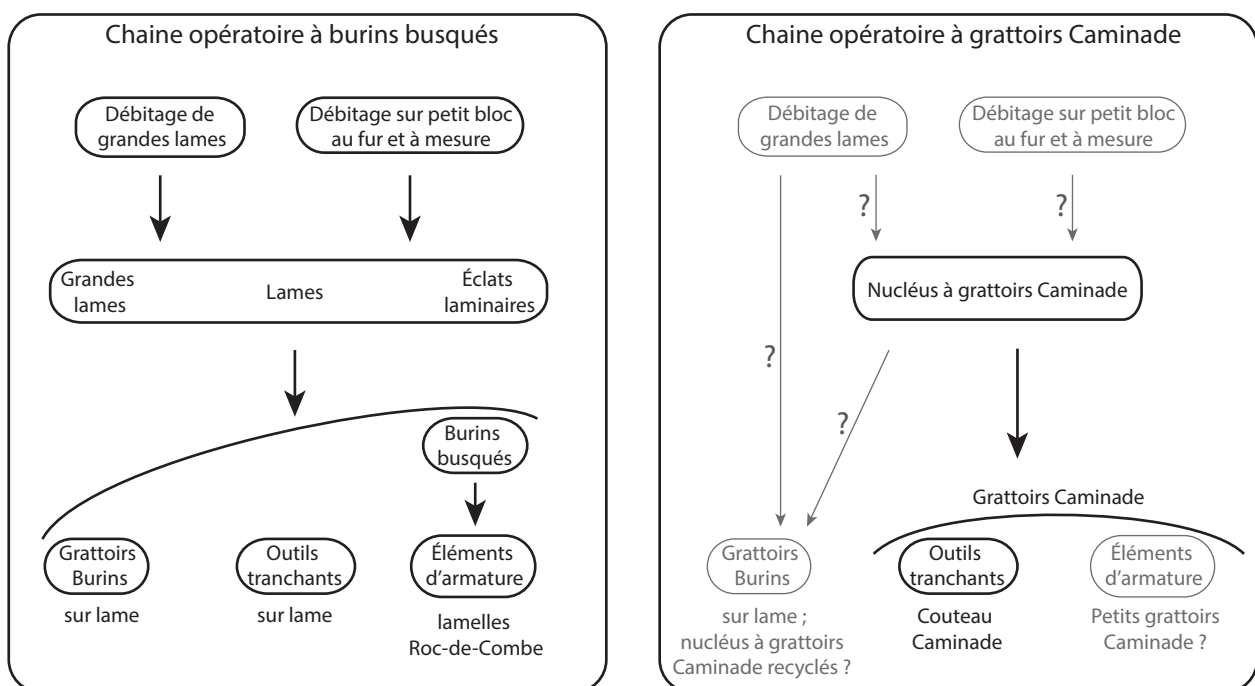 Chaine opératoire à burins busqués
Débitage de
grandes lames
Débitage sur petit bloc
au fur et à mesure
Grandes
lames
Lames
Éclats
laminaires
Burins
busqués
Grattoirs
Burins
sur lame
Outils
tranchants
sur lame
Éléments
d'armature
lamelles
Roc-de-Combe
Chaine opératoire à grattoirs Caminade
Débitage de
grandes lames
Débitage sur petit bloc
au fur et à mesure
?
?
Nucléus à grattoirs Caminade
?
?
Grattoirs Caminade
Grattoirs
Burins
sur lame ;
nucléus à grattoirs
Caminade recyclés ?
Outils
tranchants
Couteau
Caminade
Éléments
d'armature
Petits grattoirs
Caminade ?